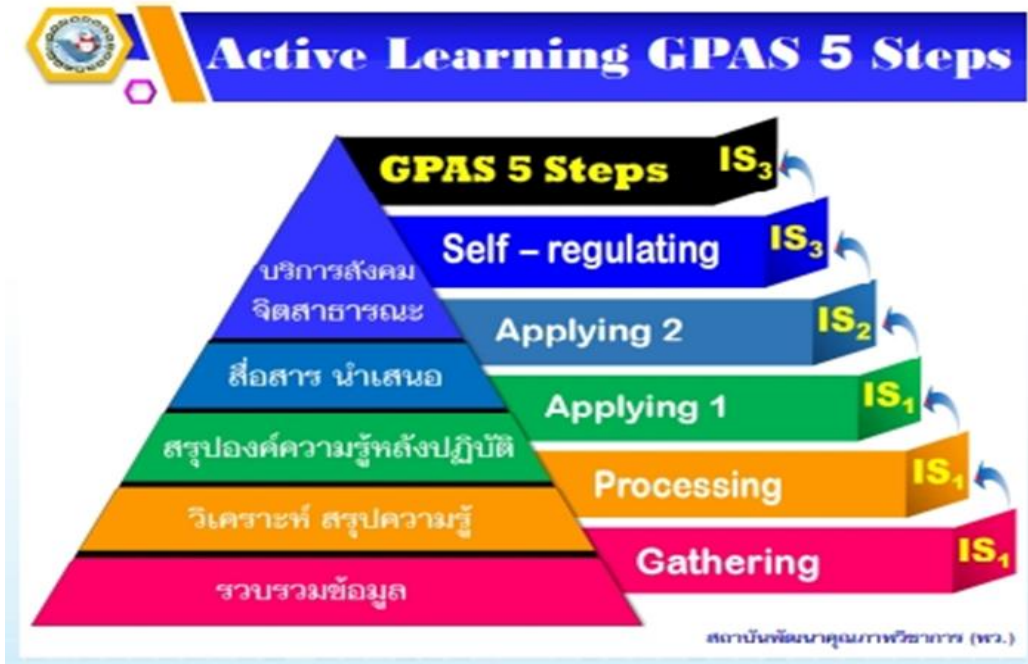 Active Learning GPAS 5 Steps
GPAS 5 Steps IS₃
Self – regulating IS₃
บริการสังคม
จิตสาธารณะ
Applying 2 IS₂
สื่อสาร นำเสนอ
Applying 1 IS₁
สรุปองค์ความรู้หลังปฏิบัติ
Processing IS₁
วิเคราะห์ สรุปความรู้
Gathering IS₁
รวบรวมข้อมูล
สถาบันพัฒนาคุณภาพวิชาการ (พว.)